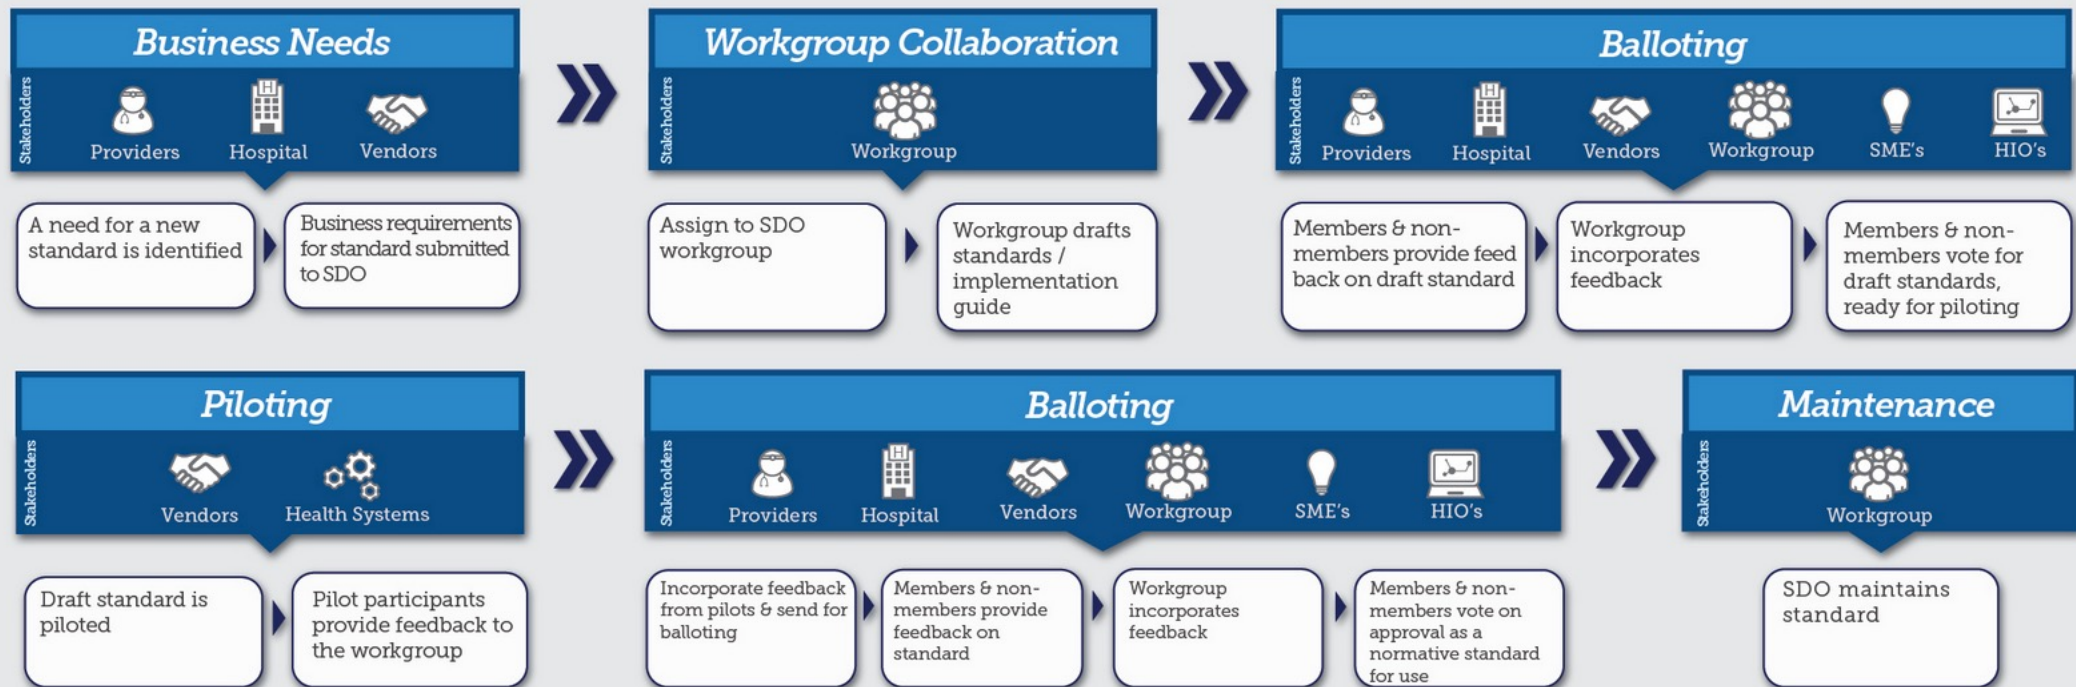 Business Needs
Stakeholders
Providers
Hospital
Vendors
A need for a new
standard is identified
Business requirements
for standard submitted
to SDO
Workgroup Collaboration
Stakeholders
Workgroup
Assign to SDO
workgroup
Workgroup drafts
standards /
implementation
guide
Balloting
Stakeholders
Providers
Hospital
Vendors
Workgroup
SME's
HIO's
Members & non-
members provide feed
back on draft standard
Workgroup
incorporates
feedback
Members & non-
members vote for
draft standards,
ready for piloting
Piloting
Stakeholders
Vendors
Health Systems
Draft standard is
piloted
Pilot participants
provide feedback to
the workgroup
Balloting
Stakeholders
Providers
Hospital
Vendors
Workgroup
SME's
HIO's
Incorporate feedback
from pilots & send for
balloting
Members & non-
members provide
feedback on
standard
Workgroup
incorporates
feedback
Members & non-
members vote on
approval as a
normative standard
for use
Maintenance
Stakeholders
Workgroup
SDO maintains
standard